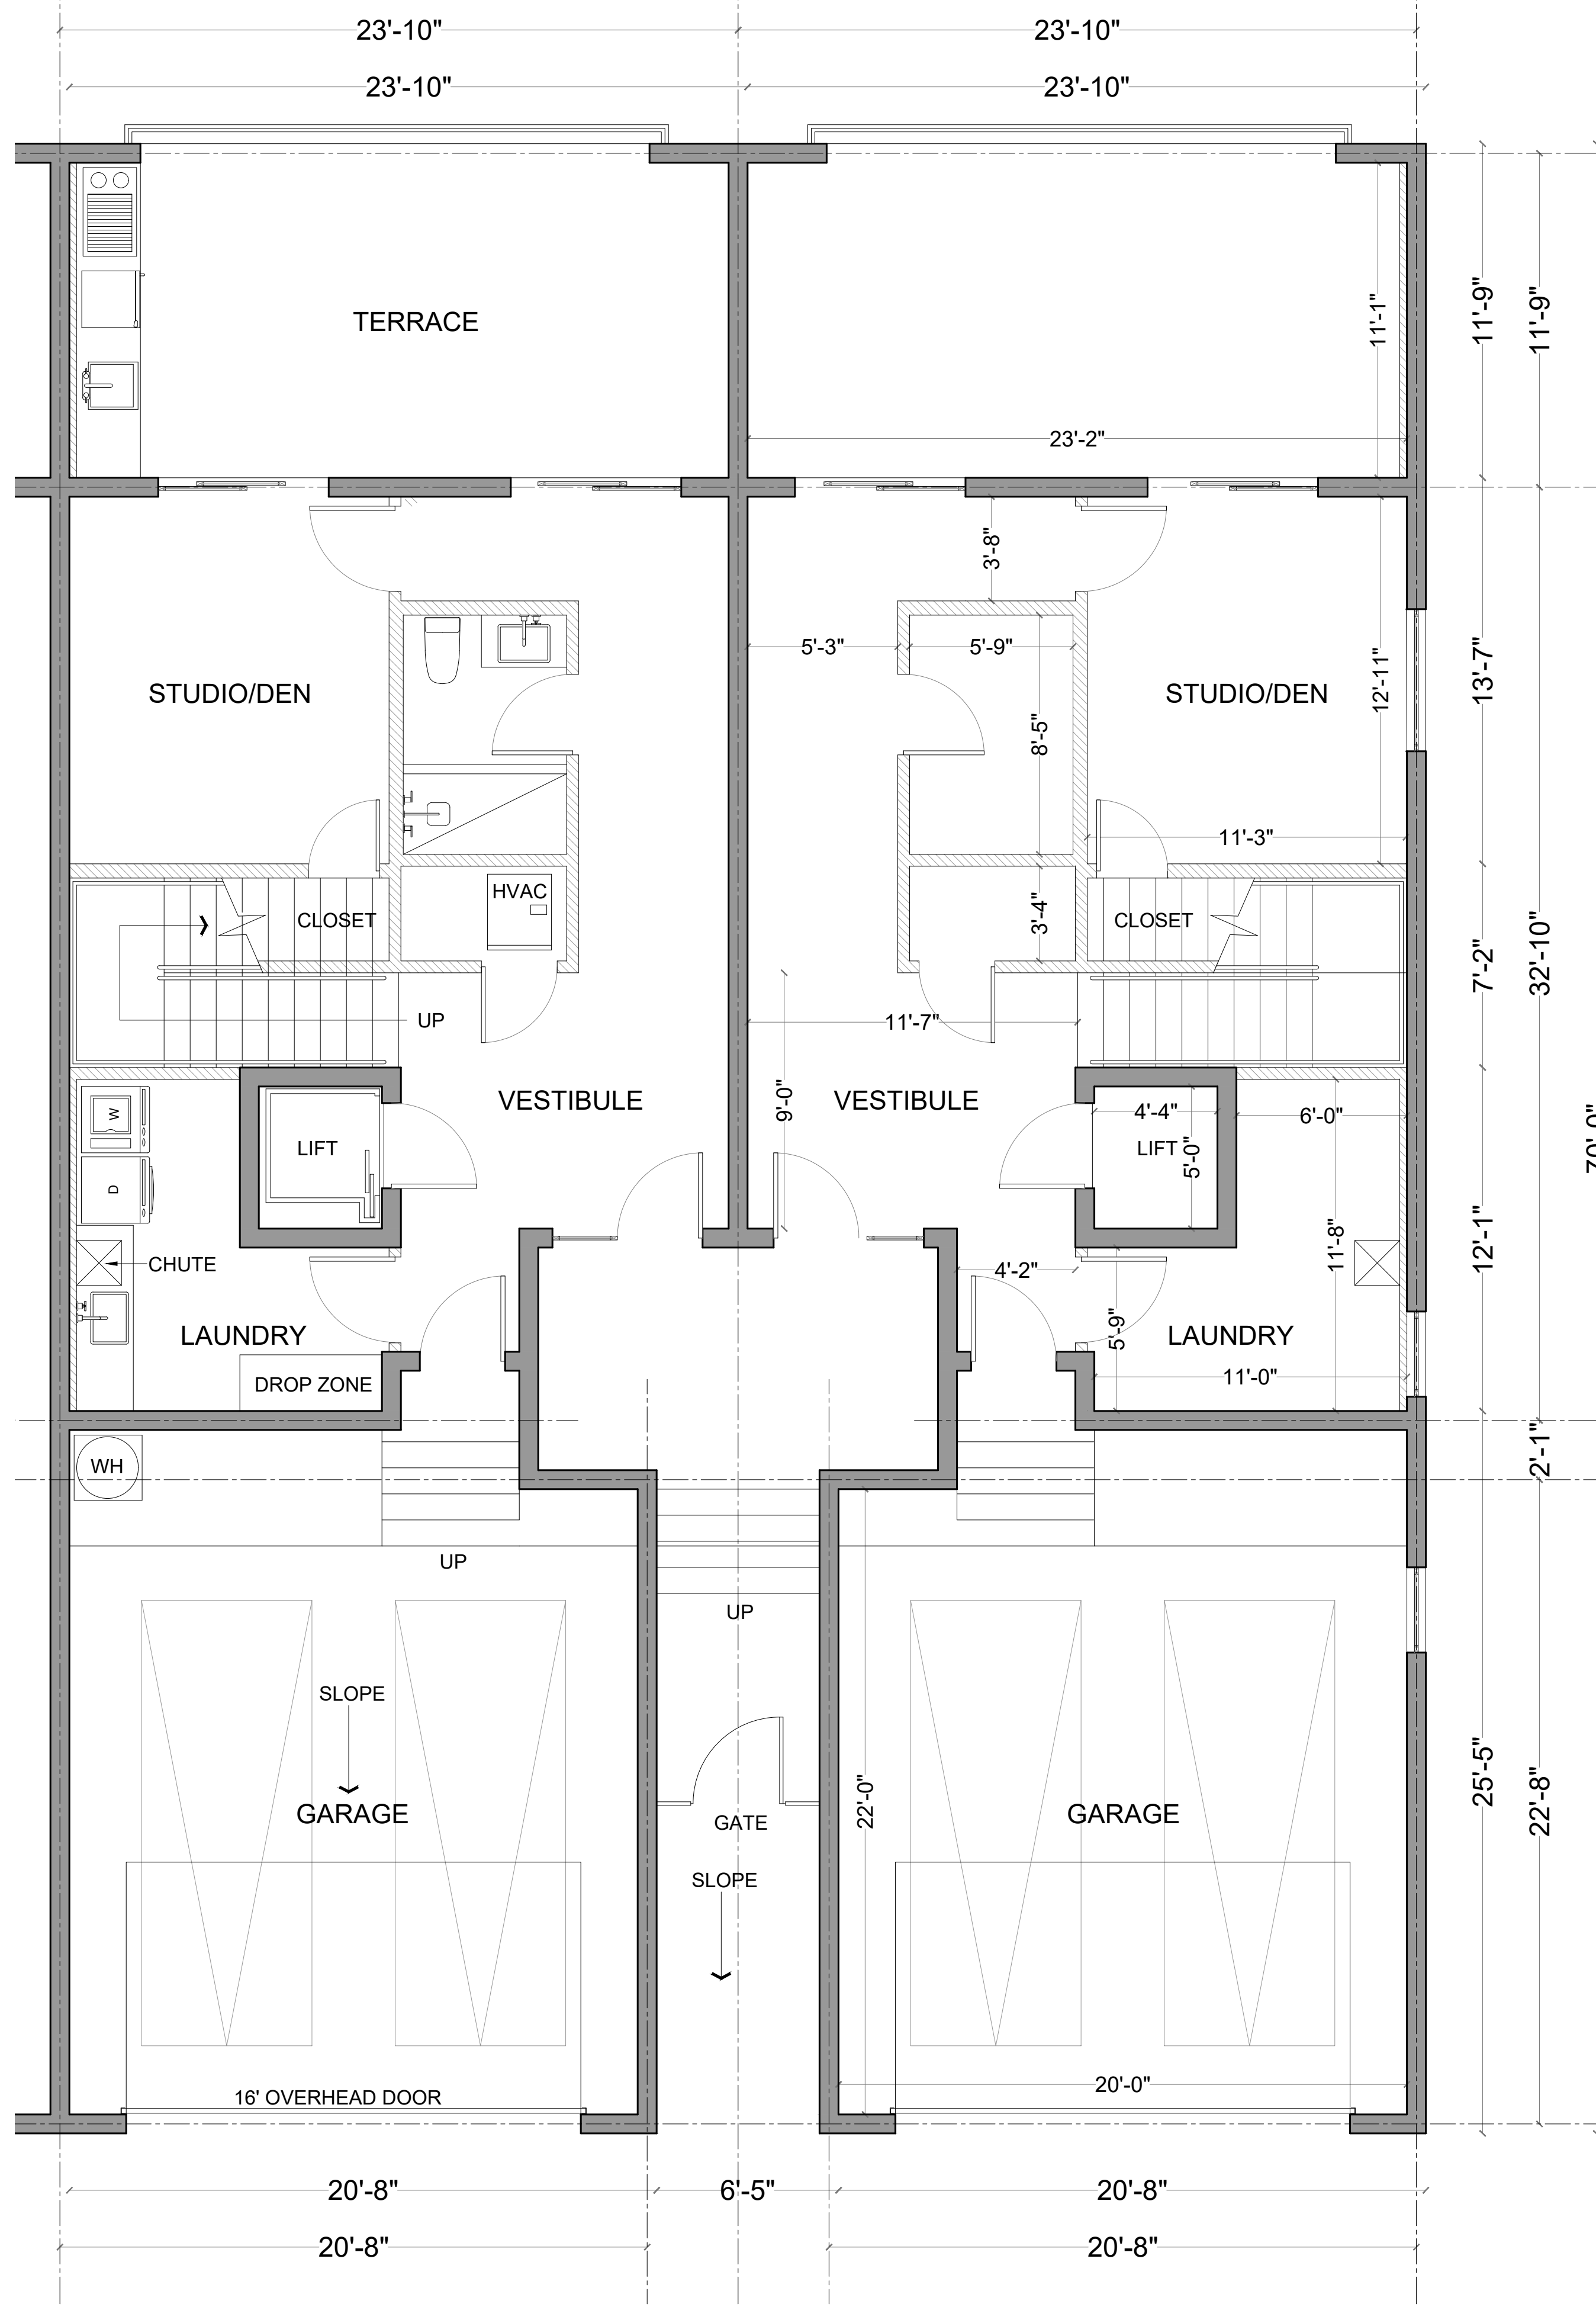 23'-10" 23'-10"
23'-10" 23'-10"
TERRACE
11'-1"
11'-9"
11'-9"
23'-2"
3'-8"
5'-3"
5'-9"
STUDIO/DEN
STUDIO/DEN
12'-11"
13'-7"
8'-5"
11'-3"
HVAC
CLOSET
3'-4"
CLOSET
7'-2"
32'-10"
UP
11'-7"
VESTIBULE
VESTIBULE
9'-0"
W
4'-4"
6'-0"
LIFT
LIFT
5'-0"
70'-0"
D
CHUTE
4'-2"
11'-8"
12'-1"
LAUNDRY
5'-9"
LAUNDRY
DROP ZONE
11'-0"
WH
2'-1"
UP
UP
SLOPE
GARAGE
GATE
22'-0"
GARAGE
25'-5"
22'-8"
SLOPE
16' OVERHEAD DOOR
20'-0"
20'-8" 6'-5" 20'-8"
20'-8" 20'-8"